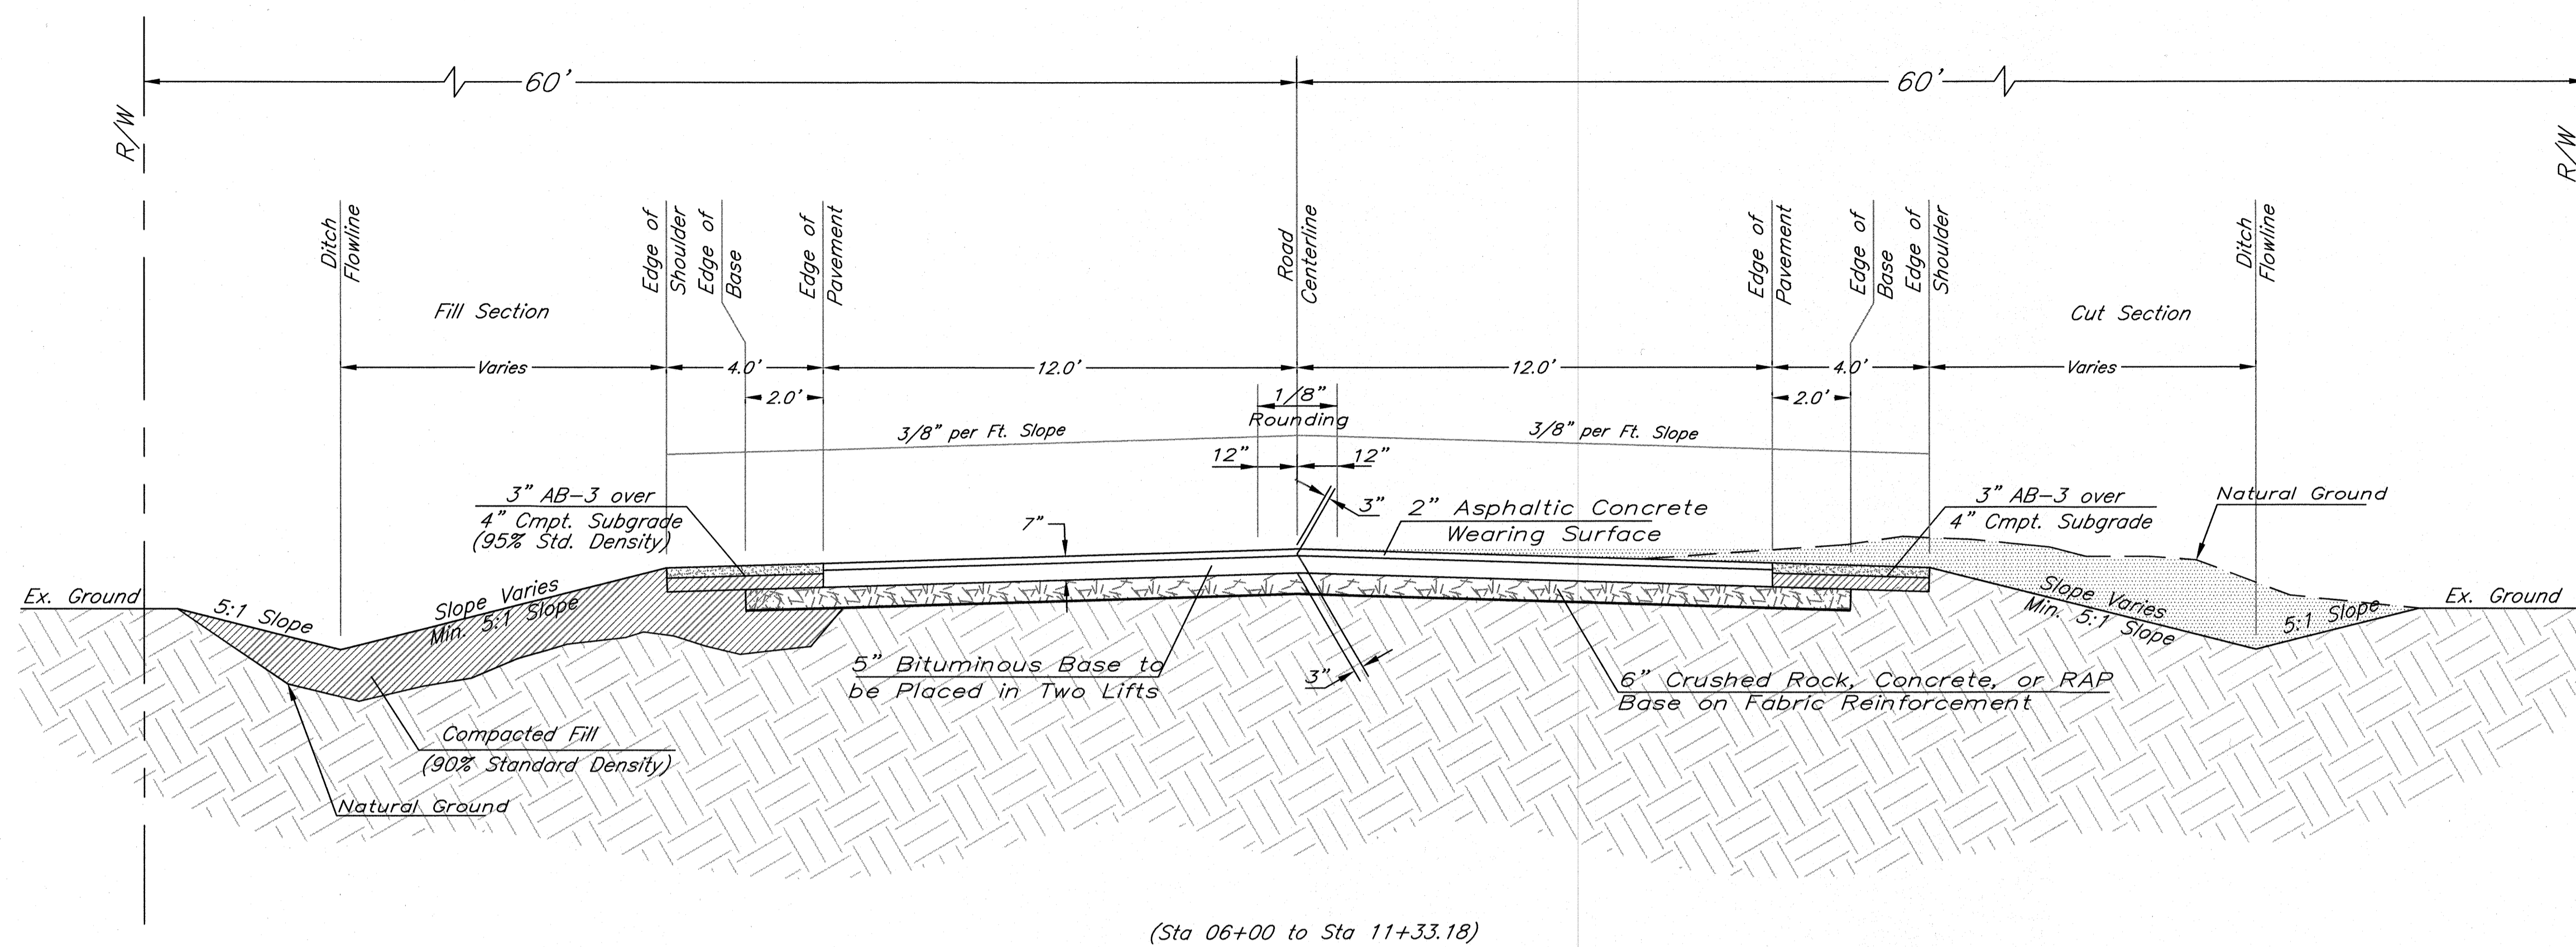 60'
60'
R/W
R/W
Ditch
Flowline
Edge of
Shoulder
Edge of
Base
Edge of
Pavement
Road
Centerline
Edge of
Pavement
Edge of
Base
Edge of
Shoulder
Ditch
Flowline
Fill Section
Cut Section
Varies
4.0'
12.0'
12.0'
4.0'
Varies
2.0'
1/8"
2.0'
Rounding
3/8" per Ft. Slope
3/8" per Ft. Slope
12"
12"
3" AB-3 over
4" Cmpt. Subgrade
(95% Std. Density)
7"
3"
2" Asphaltic Concrete
Wearing Surface
3" AB-3 over
4" Cmpt. Subgrade
Natural Ground
Ex. Ground
5:1 Slope
Slope Varies
Min. 5:1 Slope
Slope Varies
Min. 5:1 Slope
5:1 Slope
Ex. Ground
5" Bituminous Base to
be Placed in Two Lifts
3"
6" Crushed Rock, Concrete, or RAP
Base on Fabric Reinforcement
Compacted Fill
(90% Standard Density)
Natural Ground
(Sta 06+00 to Sta 11+33.18)